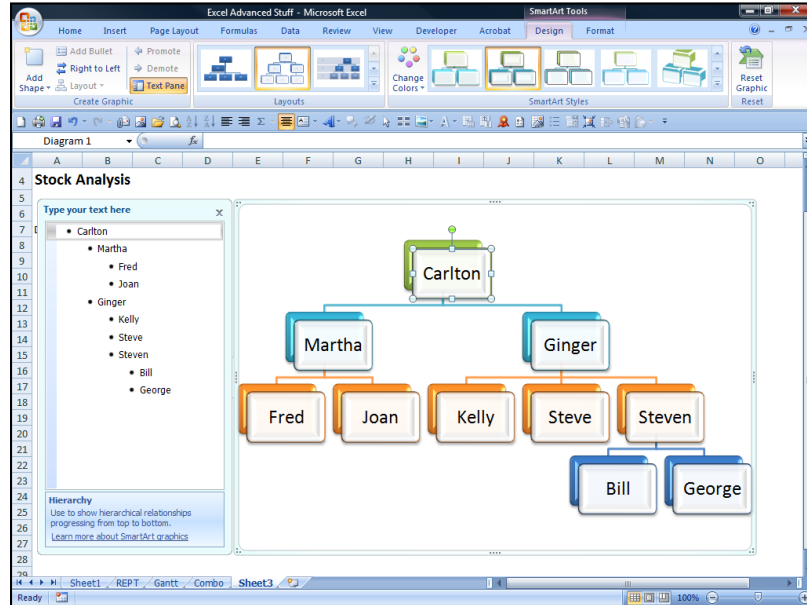 Excel Advanced Stuff - Microsoft Excel
SmartArt Tools
Home Insert Page Layout Formulas Data Review View Developer Acrobat Design Format
Add Shape
Add Bullet
Right to Left
Layout
Promote
Demote
Text Pane
Create Graphic
Layouts
Change Colors
SmartArt Styles
Reset Graphic
Reset
Diagram 1
fx
A B C D E F G H I J K L M N O
4 Stock Analysis
5
6
7
8
9
10
11
12
13
14
15
16
17
18
19
20
21
22
23
24
25
26
27
28
29
Type your text here x
• Carlton
• Martha
• Fred
• Joan
• Ginger
• Kelly
• Steve
• Steven
• Bill
• George
Hierarchy
Use to show hierarchical relationships
progressing from top to bottom.
Learn more about SmartArt graphics
Carlton
Martha Ginger
Fred Joan Kelly Steve Steven
Bill George
Sheet1 REPT Gantt Combo Sheet3
Ready
100%